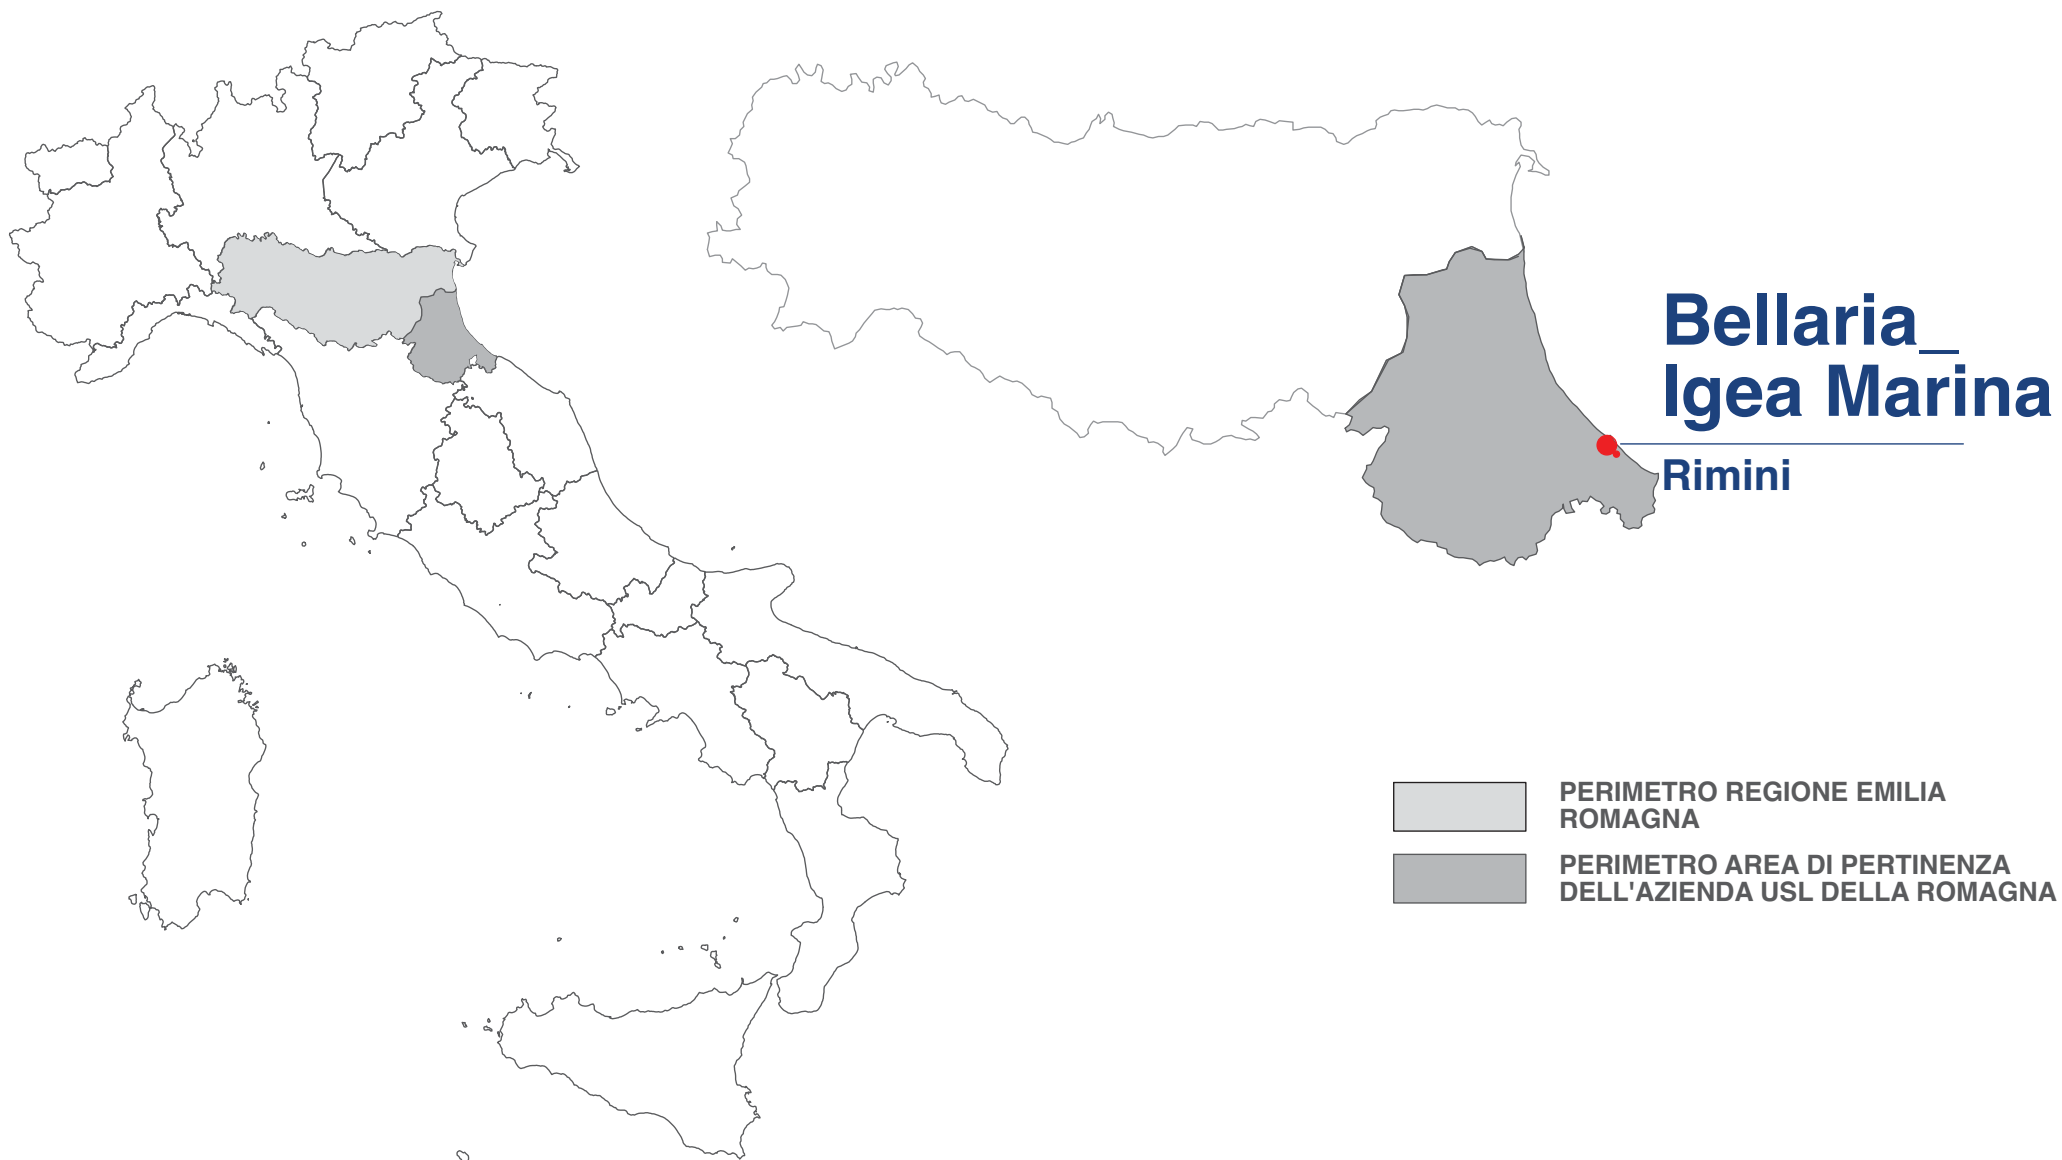 Bellaria_
Igea Marina
Rimini
PERIMETRO REGIONE EMILIA
ROMAGNA
PERIMETRO AREA DI PERTINENZA
DELL'AZIENDA USL DELLA ROMAGNA